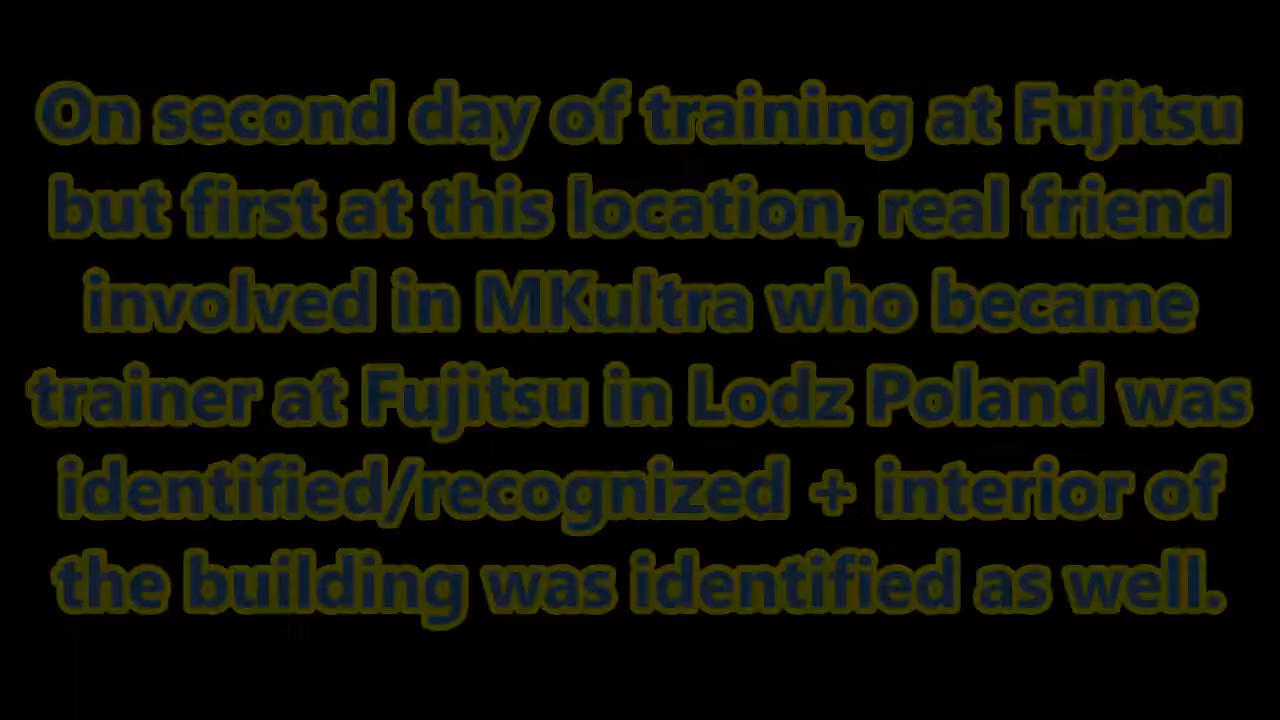 On second day of training at Fujitsu
but first at this location, real friend
involved in MKultra who became
trainer at Fujitsu in Lodz Poland was
identified/recognized + interior of
the building was identified as well.